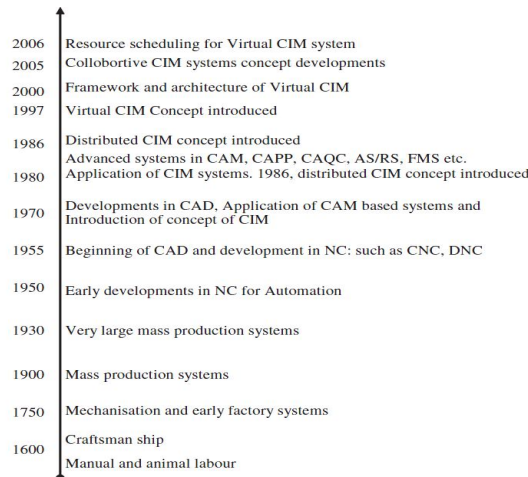 2006 Resource scheduling for Virtual CIM system
2005 Collobortive CIM systems concept developments
2000 Framework and architecture of Virtual CIM
1997 Virtual CIM Concept introduced
1986 Distributed CIM concept introduced
Advanced systems in CAM, CAPP, CAQC, AS/RS, FMS etc.
1980 Application of CIM systems. 1986, distributed CIM concept introduced
1970 Developments in CAD, Application of CAM based systems and
Introduction of concept of CIM
1955 Beginning of CAD and development in NC: such as CNC, DNC
1950 Early developments in NC for Automation
1930 Very large mass production systems
1900 Mass production systems
1750 Mechanisation and early factory systems
Craftsman ship
1600
Manual and animal labour